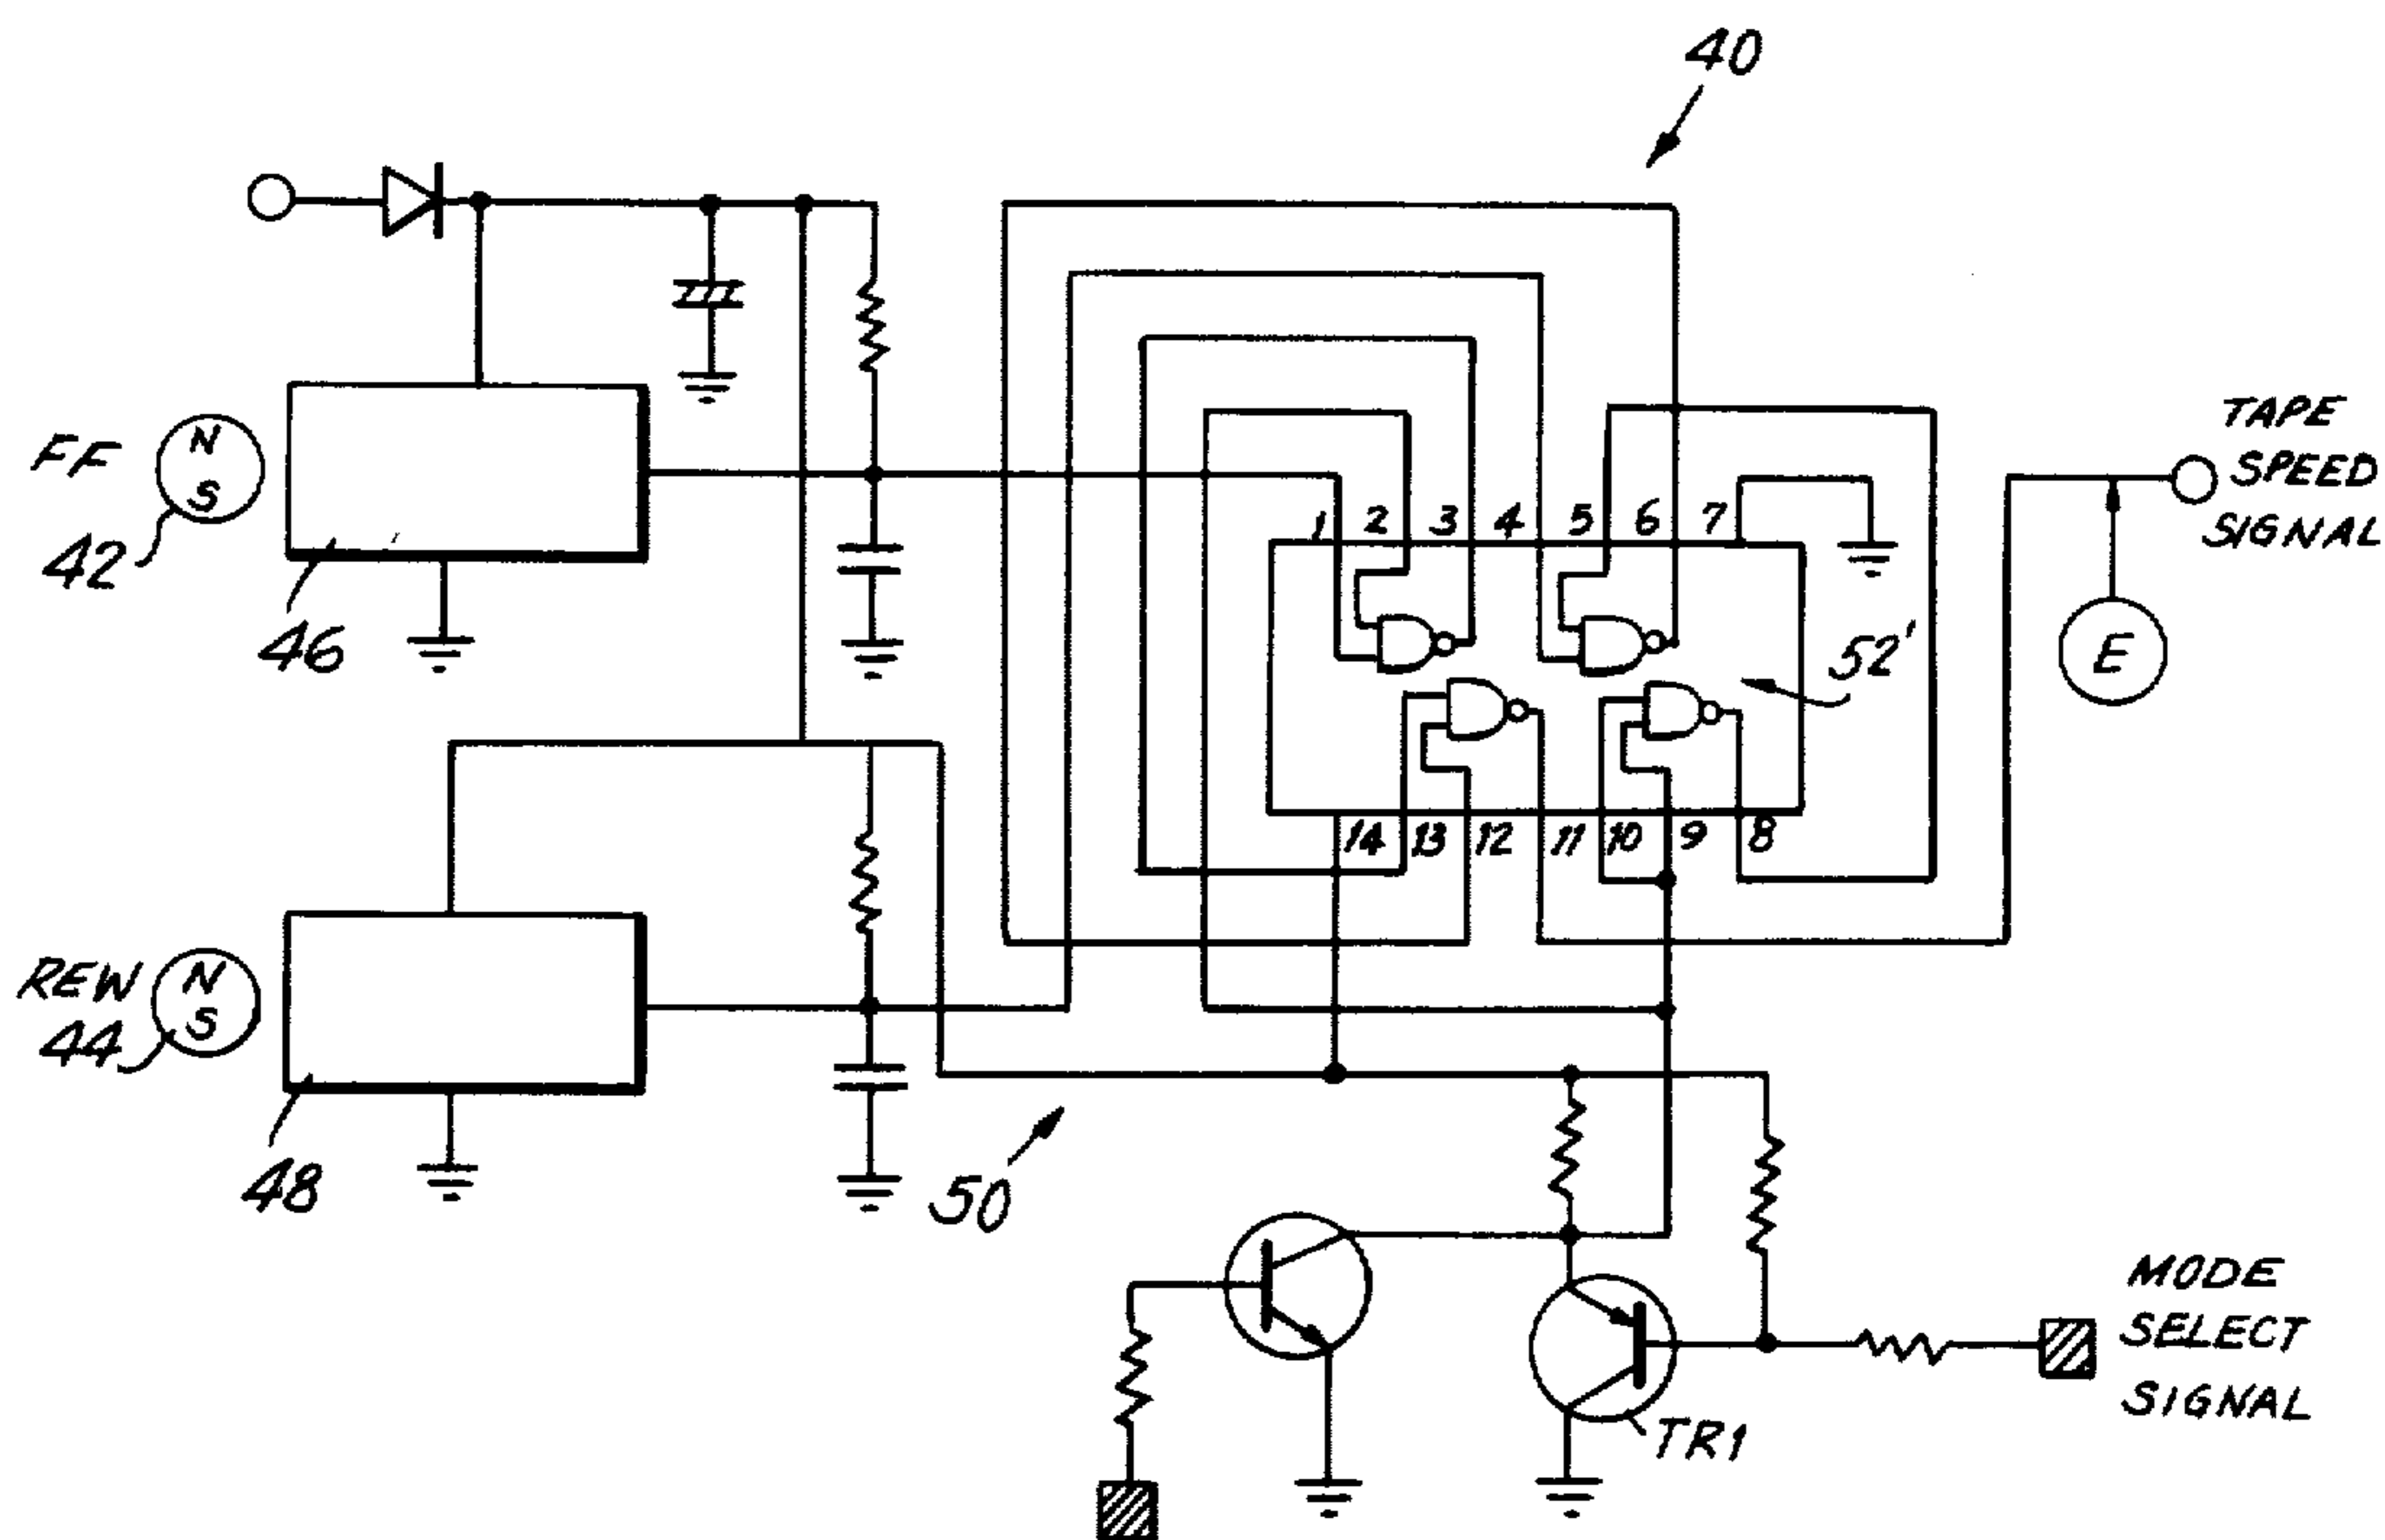 40
FF
N
S
42
46
1 2 3 4 5 6 7
TAPE
SPEED
SIGNAL
52'
E
14 13 12 11 10 9 8
REW
N
S
44
48
50
MODE
SELECT
SIGNAL
TR1